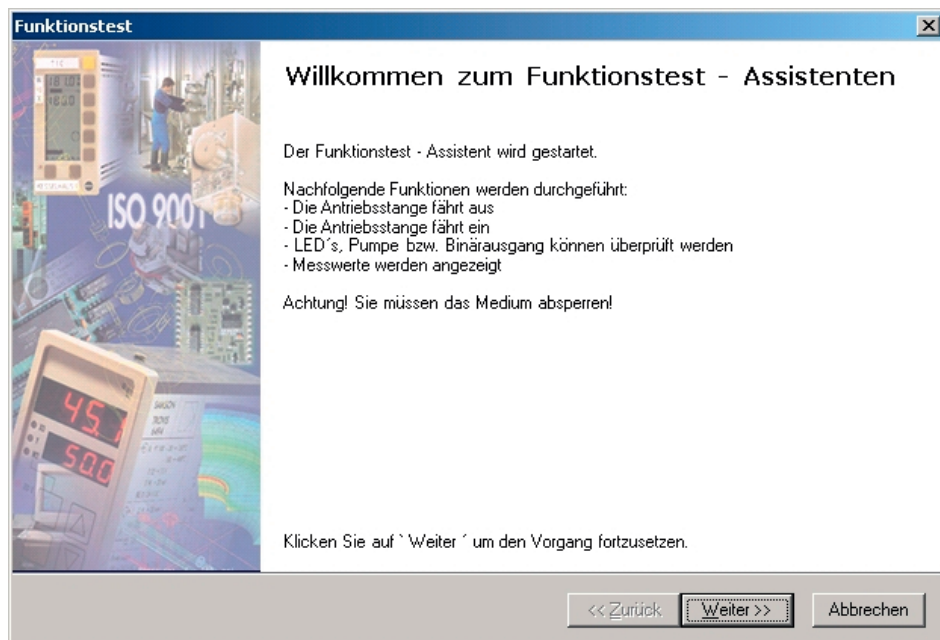 Funktionstest
Willkommen zum Funktionstest - Assistenten
Der Funktionstest - Assistent wird gestartet.
Nachfolgende Funktionen werden durchgeführt:
- Die Antriebsstange fährt aus
- Die Antriebsstange fährt ein
- LED´s, Pumpe bzw. Binärausgang können überprüft werden
- Messwerte werden angezeigt
Achtung! Sie müssen das Medium absperren!
ISO 9001
45.1
50.0
SAMSON
Klicken Sie auf ` Weiter ´ um den Vorgang fortzusetzen.
<< Zurück
Weiter >>
Abbrechen